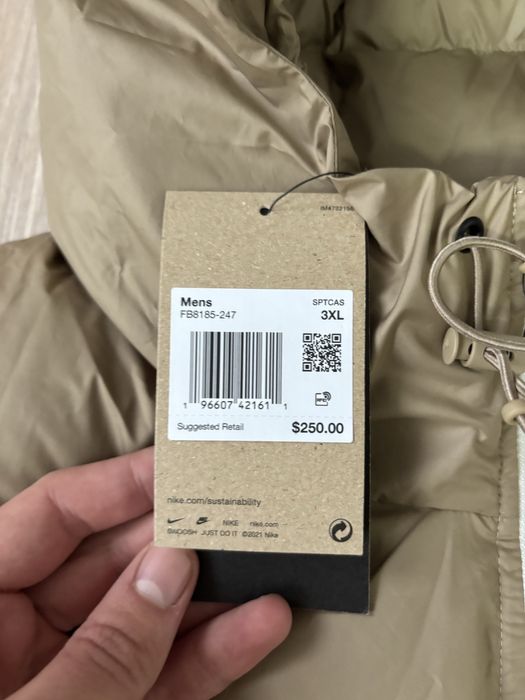 IM4732156
Mens
SPTCAS
FB8185-247
3XL
1 96607 42161 1
Suggested Retail
$250.00
nike.com/sustainability
NIKE nike.com
JUST DO IT ©2021 Nike